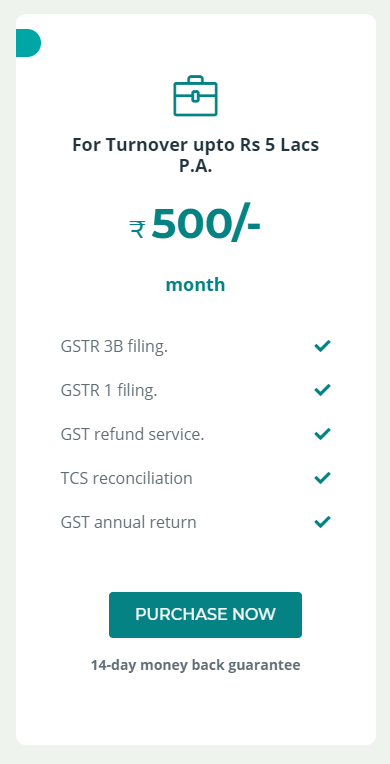 For Turnover upto Rs 5 Lacs
P.A.
₹ 500/-
month
GSTR 3B filing.
GSTR 1 filing.
GST refund service.
TCS reconciliation
GST annual return
PURCHASE NOW
14-day money back guarantee